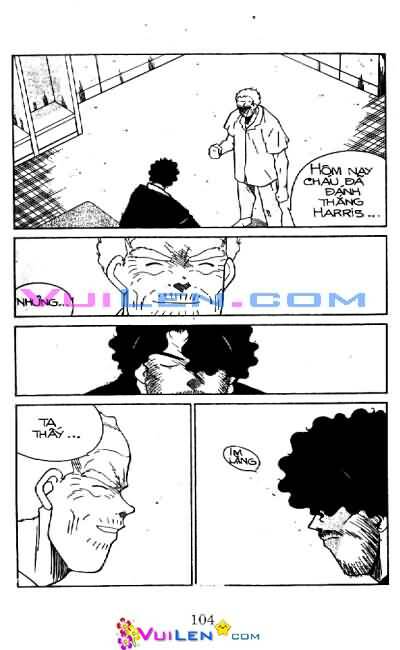 HÔM NAY
CHÁU ĐÃ
ĐÁNH
THẮNG
HARRIS...
NHƯNG...
VUILEN.COM
TA
THẤY...
IM
LẶNG
104
VUILEN.COM